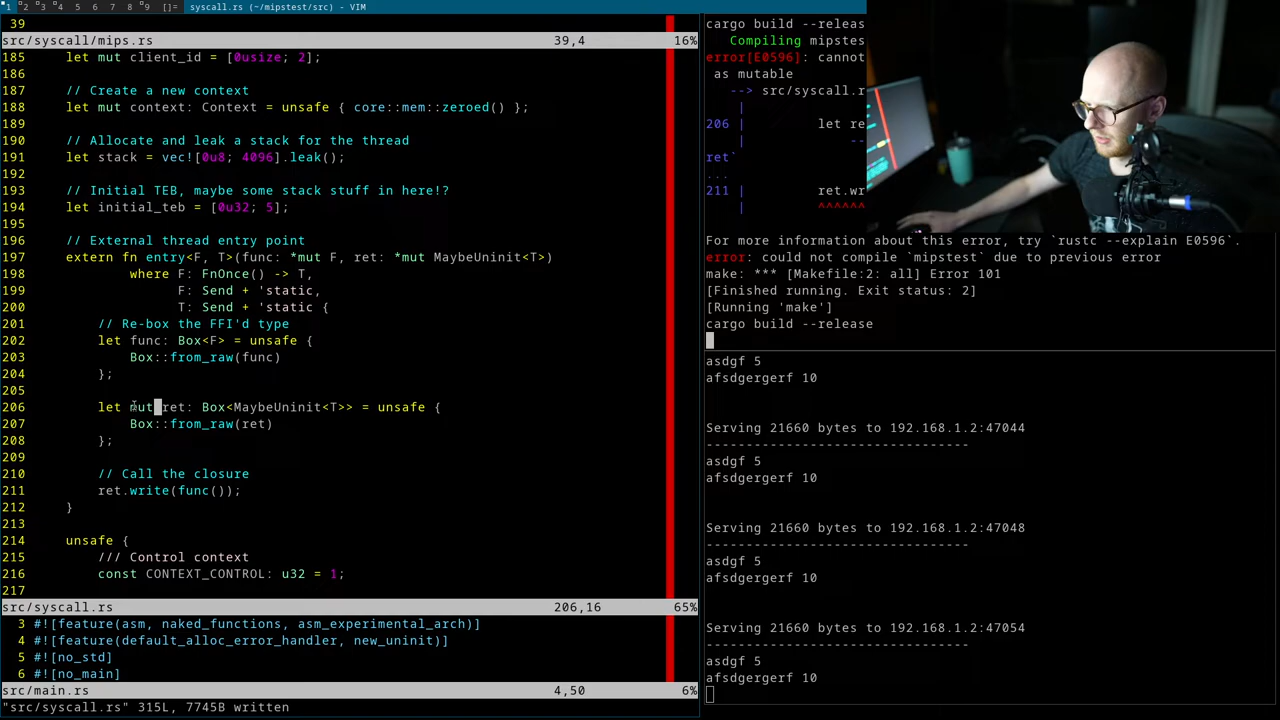 1 2 3 4 5 6 7 8 9 []= syscall.rs (~/mipstest/src) - VIM
39
src/syscall/mips.rs 39,4 16%
185 let mut client_id = [0usize; 2];
186
187 // Create a new context
188 let mut context: Context = unsafe { core::mem::zeroed() };
189
190 // Allocate and leak a stack for the thread
191 let stack = vec![0u8; 4096].leak();
192
193 // Initial TEB, maybe some stack stuff in here!?
194 let initial_teb = [0u32; 5];
195
196 // External thread entry point
197 extern fn entry<F, T>(func: *mut F, ret: *mut MaybeUninit<T>)
198 where F: FnOnce() -> T,
199 F: Send + 'static,
200 T: Send + 'static {
201 // Re-box the FFI'd type
202 let func: Box<F> = unsafe {
203 Box::from_raw(func)
204 };
205
206 let mut ret: Box<MaybeUninit<T>> = unsafe {
207 Box::from_raw(ret)
208 };
209
210 // Call the closure
211 ret.write(func());
212 }
213
214 unsafe {
215 /// Control context
216 const CONTEXT_CONTROL: u32 = 1;
217
src/syscall.rs 206,16 65%
3 #![feature(asm, naked_functions, asm_experimental_arch)]
4 #![feature(default_alloc_error_handler, new_uninit)]
5 #![no_std]
6 #![no_main]
src/main.rs 4,50 6%
"src/syscall.rs" 315L, 7745B written
cargo build --releas
Compiling mipstes
error[E0596]: cannot
as mutable
--> src/syscall.r
|
206 | let re
| --
ret`
...
211 | ret.wr
| ^^^^^^
For more information about this error, try `rustc --explain E0596`.
error: could not compile `mipstest` due to previous error
make: *** [Makefile:2: all] Error 101
[Finished running. Exit status: 2]
[Running 'make']
cargo build --release
asdgf 5
afsdgergerf 10
Serving 21660 bytes to 192.168.1.2:47044
---------------------------------
asdgf 5
afsdgergerf 10
Serving 21660 bytes to 192.168.1.2:47048
---------------------------------
asdgf 5
afsdgergerf 10
Serving 21660 bytes to 192.168.1.2:47054
---------------------------------
asdgf 5
afsdgergerf 10